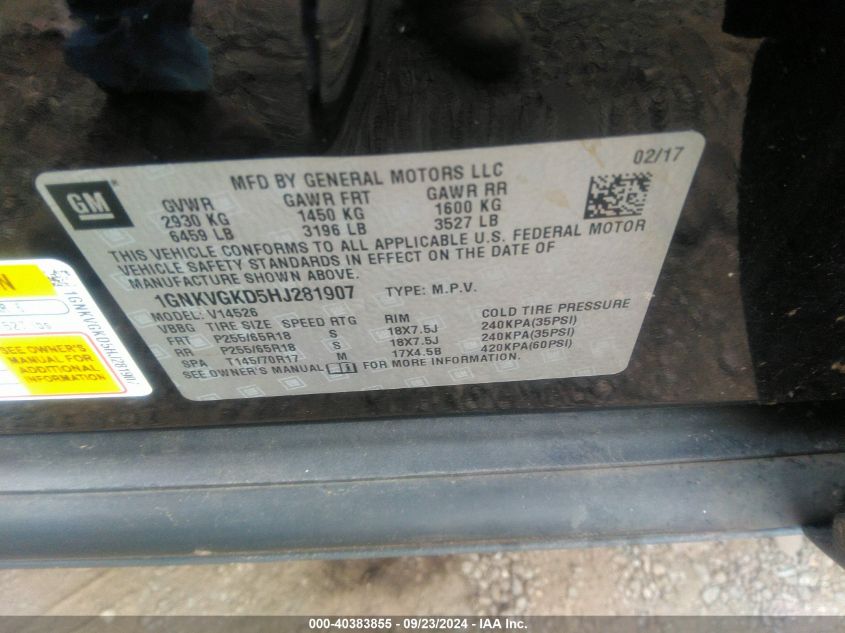 GM
MFD BY GENERAL MOTORS LLC
02/17
GVWR GAWR FRT GAWR RR
2930 KG 1450 KG 1600 KG
6459 LB 3196 LB 3527 LB
THIS VEHICLE CONFORMS TO ALL APPLICABLE U.S. FEDERAL MOTOR
VEHICLE SAFETY STANDARDS IN EFFECT ON THE DATE OF
MANUFACTURE SHOWN ABOVE.
1GNKVGKD5HJ281907 TYPE: M.P.V.
MODEL: V14526
VBBG TIRE SIZE SPEED RTG RIM COLD TIRE PRESSURE
FRT P255/65R18 S 18X7.5J 240KPA(35PSI)
RR P255/65R18 S 18X7.5J 240KPA(35PSI)
SPA T145/70R17 M 17X4.5B 420KPA(60PSI)
SEE OWNER'S MANUAL FOR MORE INFORMATION.
SEE OWNER'S
MANUAL FOR
ADDITIONAL
INFORMATION
1GNKVGKD5HJ281907
000-40383855 - 09/23/2024 - IAAI.COM